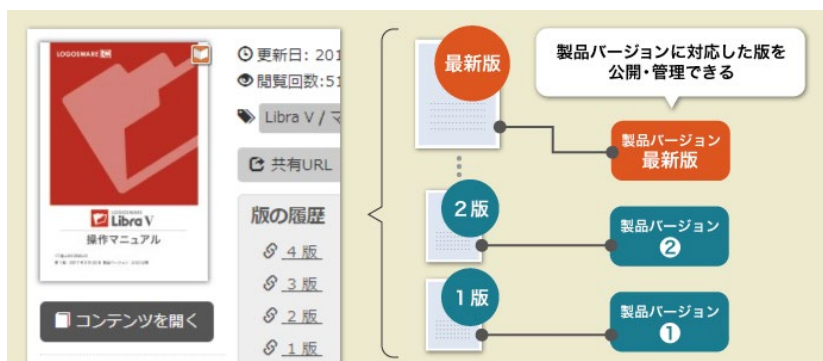 LOGOSWARE
Libra V
操作マニュアル
コンテンツを開く
更新日: 201
閲覧回数:51
Libra V / マ
共有URL
版の履歴
4 版
3 版
2 版
1 版
最新版
2版
1版
製品バージョンに対応した版を
公開・管理できる
製品バージョン
最新版
製品バージョン
2
製品バージョン
1